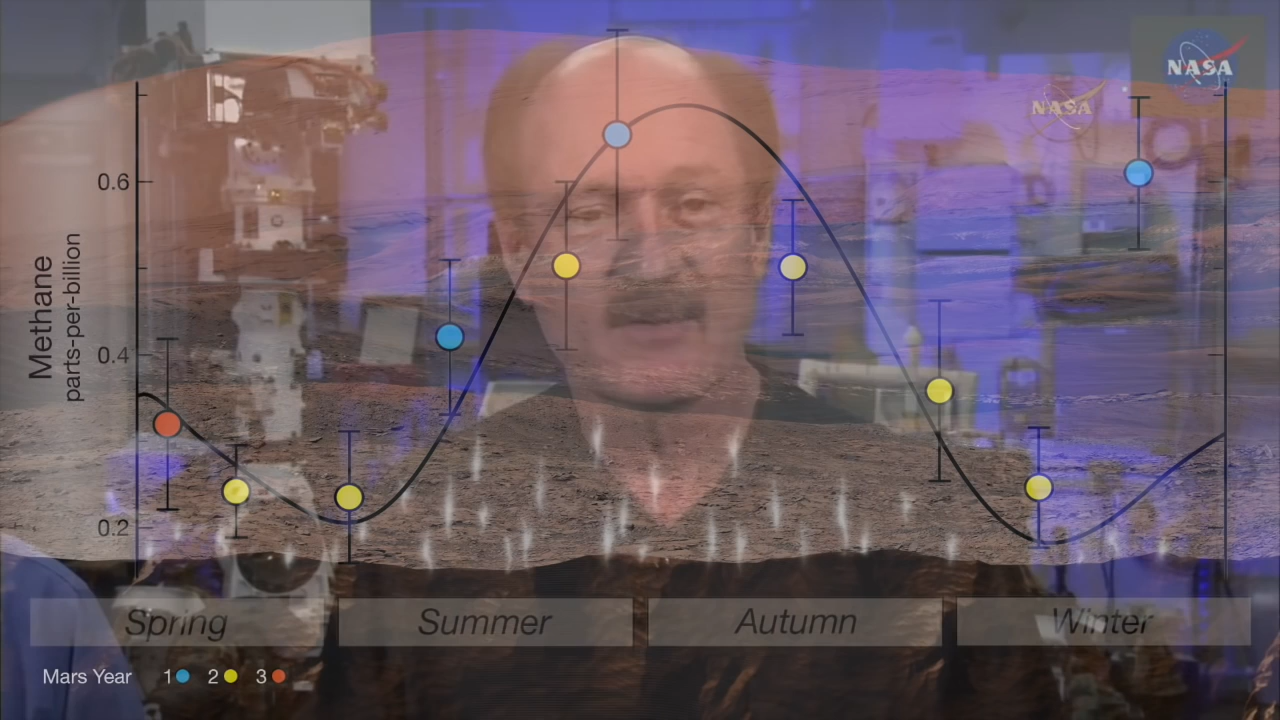 NASA
NASA
0.6
Methane
parts-per-billion
0.4
0.2
Spring Summer Autumn Winter
Mars Year 1 2 3